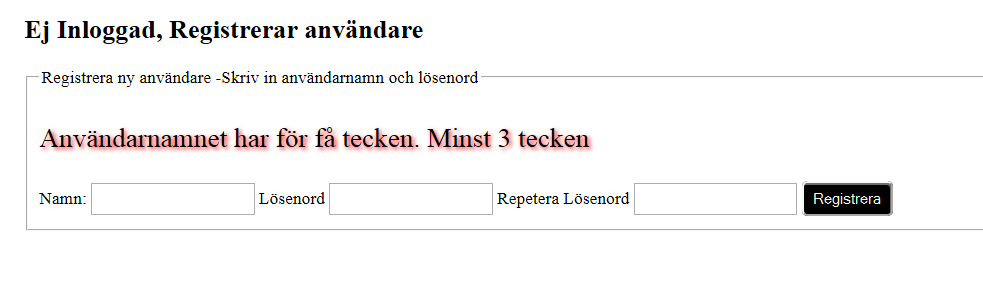 Ej Inloggad, Registrerar användare
Registrera ny användare -Skriv in användarnamn och lösenord
Användarnamnet har för få tecken. Minst 3 tecken
Namn: Lösenord Repetera Lösenord Registrera